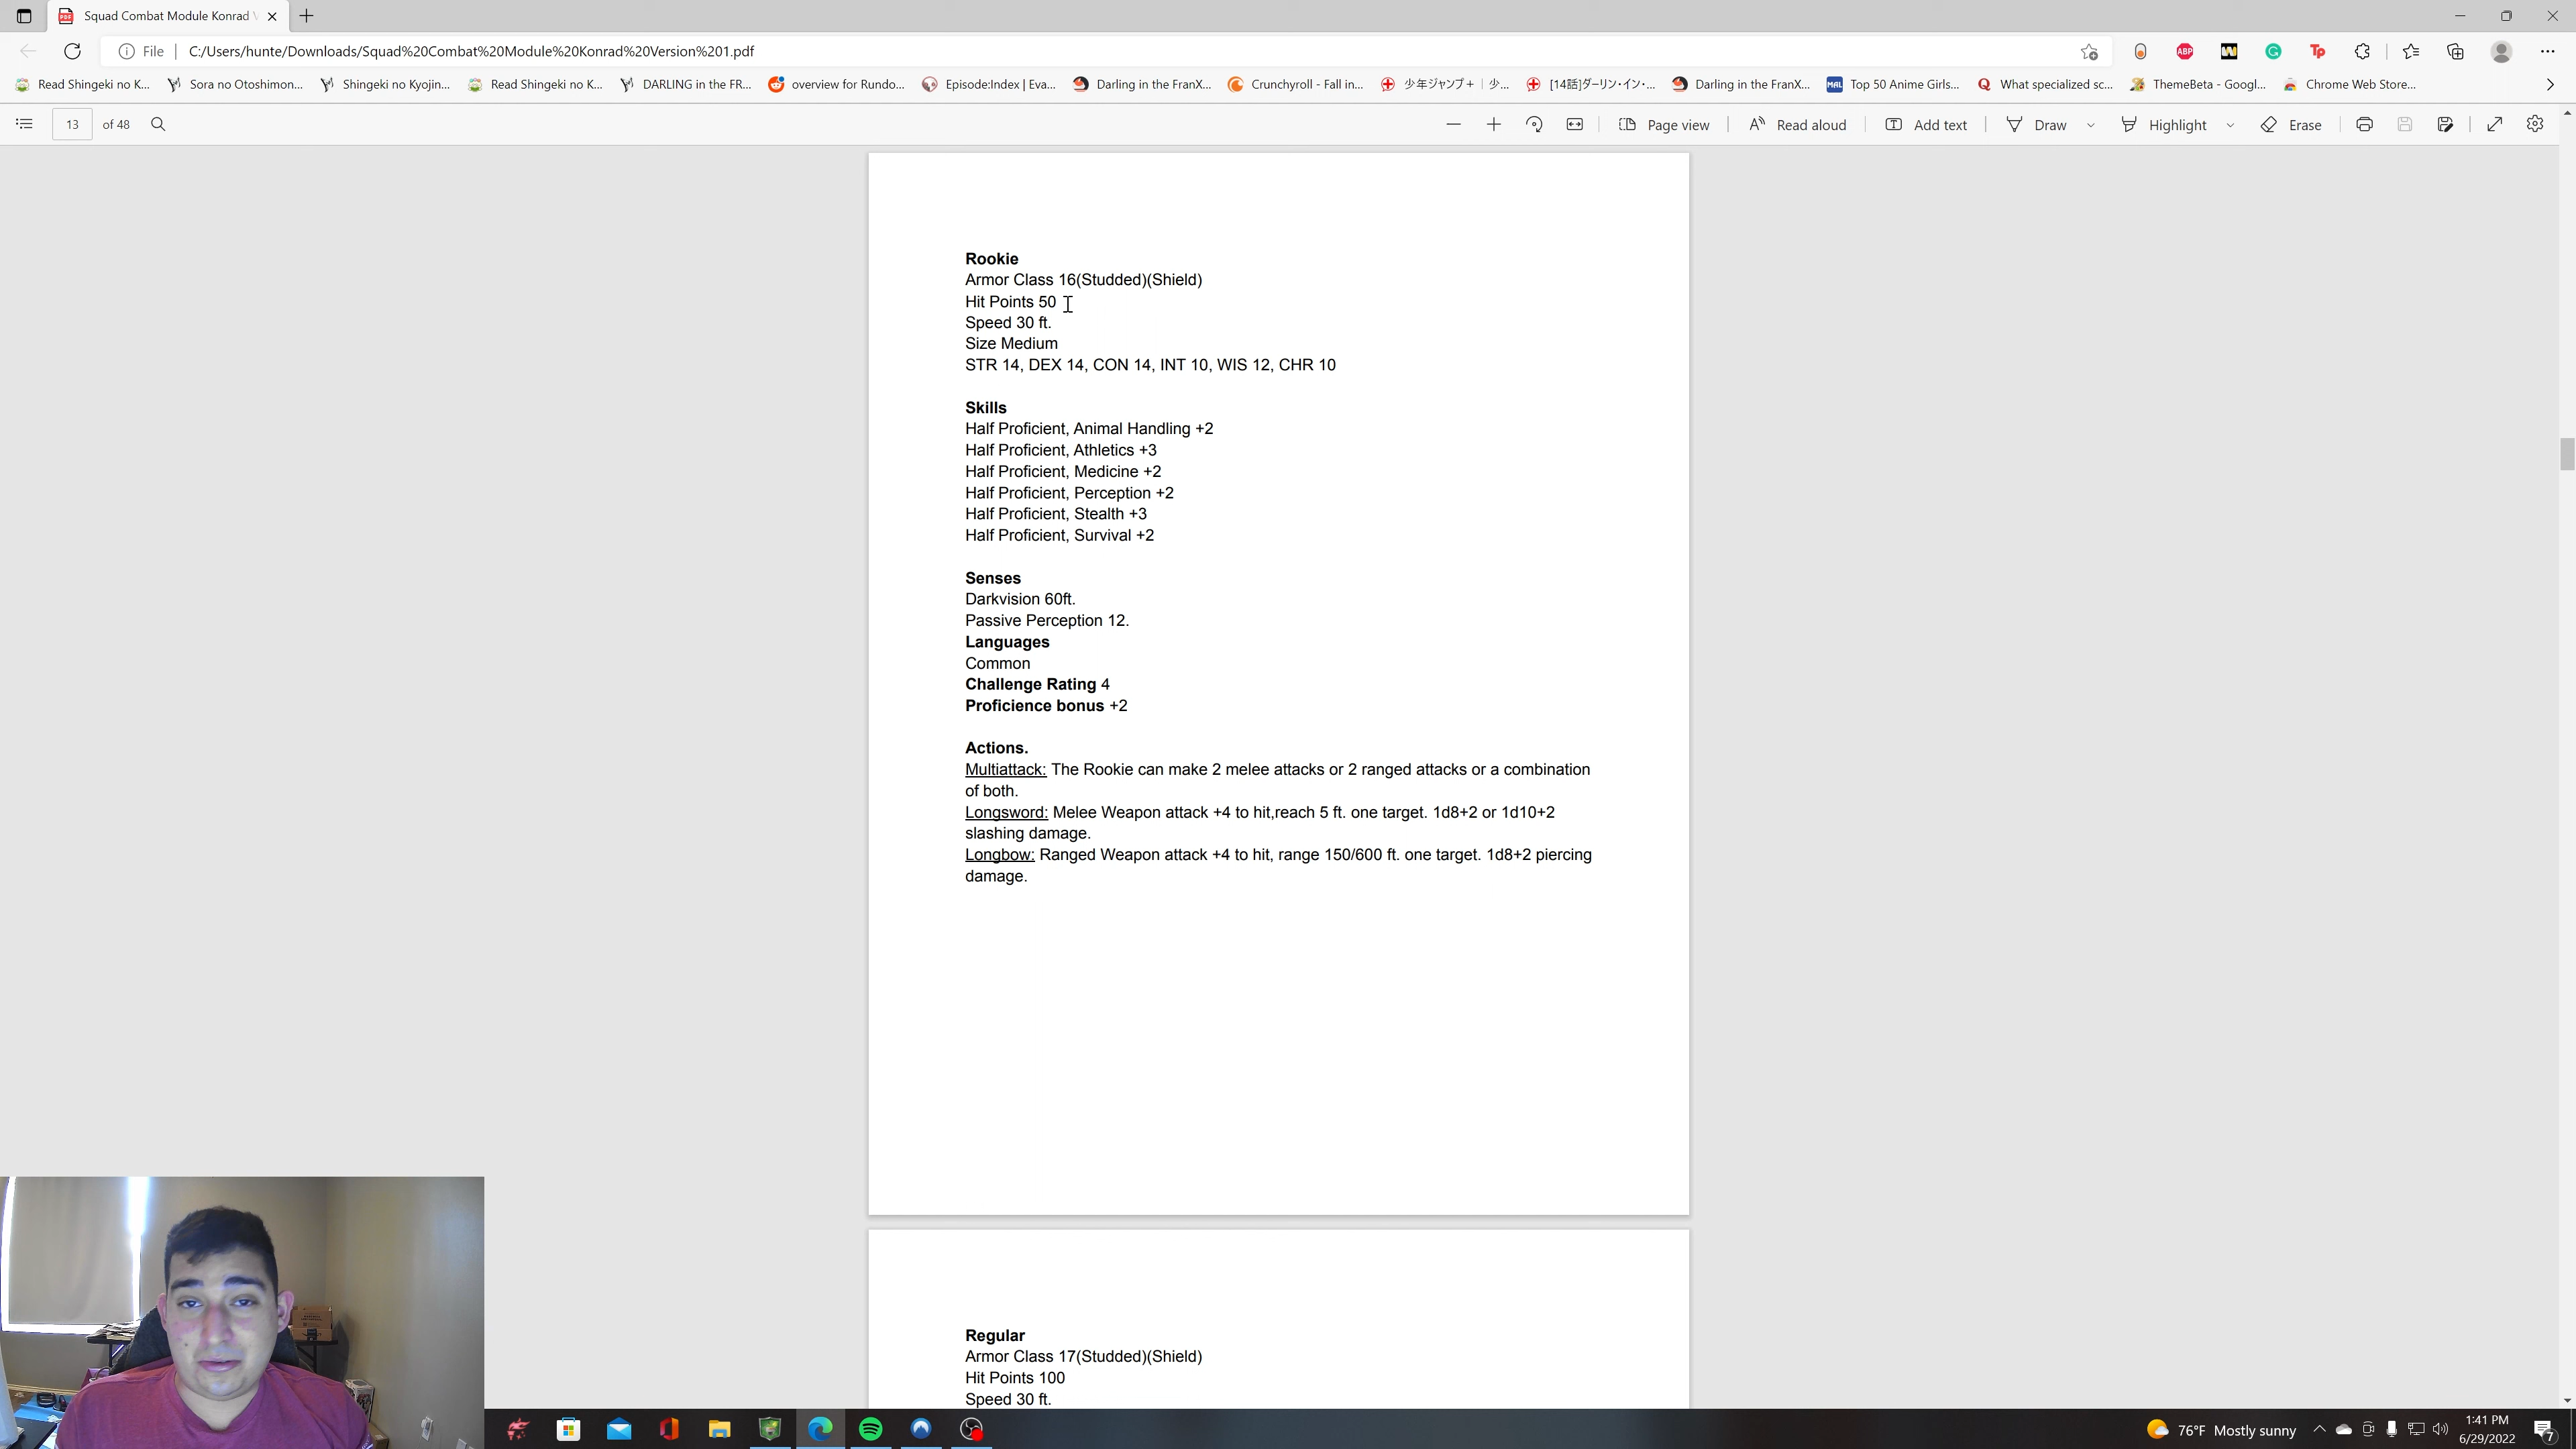 Squad Combat Module Konrad V
File
C:/Users/hunte/Downloads/Squad%20Combat%20Module%20Konrad%20Version%201.pdf
ABP
Read Shingeki no K...
Sora no Otoshimon...
Shingeki no Kyojin...
Read Shingeki no K...
DARLING in the FR...
overview for Rundo...
Episode:Index | Eva...
Darling in the FranX...
Crunchyroll - Fall in...
少年ジャンプ+ | 少...
[14話]ダーリン・イン・...
Darling in the FranX...
MAL
Top 50 Anime Girls...
What specialized sc...
ThemeBeta - Googl...
Chrome Web Store...
13
of 48
Page view
Read aloud
Add text
Draw
Highlight
Erase
Rookie
Armor Class 16(Studded)(Shield)
Hit Points 50
Speed 30 ft.
Size Medium
STR 14, DEX 14, CON 14, INT 10, WIS 12, CHR 10
Skills
Half Proficient, Animal Handling +2
Half Proficient, Athletics +3
Half Proficient, Medicine +2
Half Proficient, Perception +2
Half Proficient, Stealth +3
Half Proficient, Survival +2
Senses
Darkvision 60ft.
Passive Perception 12.
Languages
Common
Challenge Rating 4
Proficience bonus +2
Actions.
Multiattack: The Rookie can make 2 melee attacks or 2 ranged attacks or a combination
of both.
Longsword: Melee Weapon attack +4 to hit,reach 5 ft. one target. 1d8+2 or 1d10+2
slashing damage.
Longbow: Ranged Weapon attack +4 to hit, range 150/600 ft. one target. 1d8+2 piercing
damage.
Regular
Armor Class 17(Studded)(Shield)
Hit Points 100
Speed 30 ft.
76°F Mostly sunny
1:41 PM
6/29/2022
7